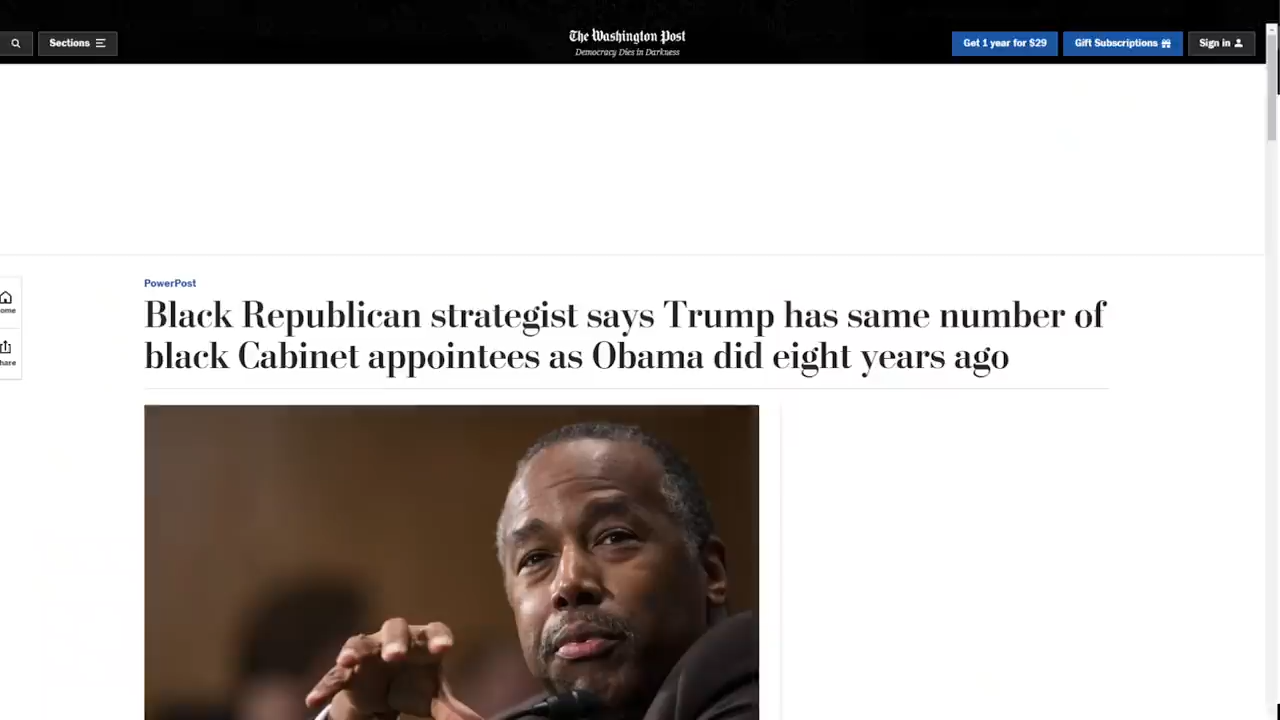 Sections
The Washington Post
Democracy Dies in Darkness
Get 1 year for $29
Gift Subscriptions
Sign in
PowerPost
Black Republican strategist says Trump has same number of
black Cabinet appointees as Obama did eight years ago
ome
hare